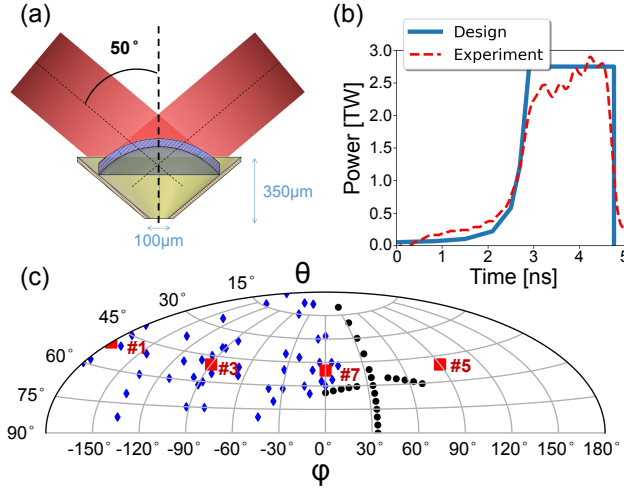 (a)
50°
350μm
100μm
(b)
Design
Experiment
Power [TW]
3.0
2.5
2.0
1.5
1.0
0.5
0.0
0 1 2 3 4 5
Time [ns]
(c)
θ
15°
30°
45°
60°
75°
90°
#1
#3
#7
#5
-150° -120° -90° -60° -30° 0° 30° 60° 90° 120° 150° 180°
φ